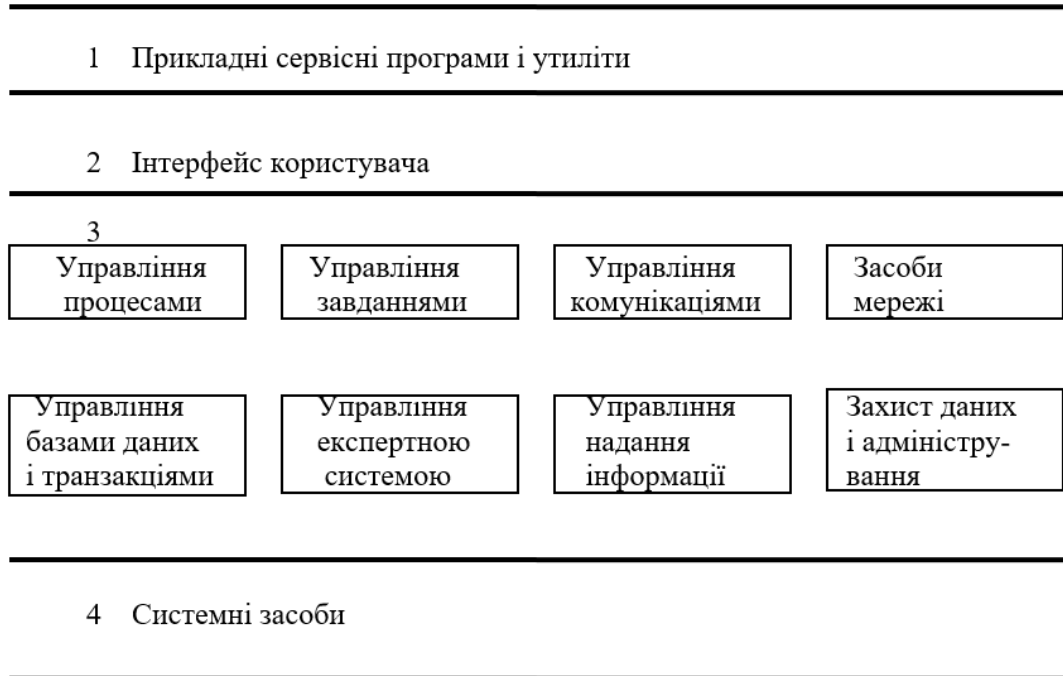 1 Прикладні сервісні програми і утиліти
2 Інтерфейс користувача
3
Управління
процесами
Управління
завданнями
Управління
комунікаціями
Засоби
мережі
Управління
базами даних
і транзакціями
Управління
експертною
системою
Управління
надання
інформації
Захист даних
і адміністру-
вання
4 Системні засоби